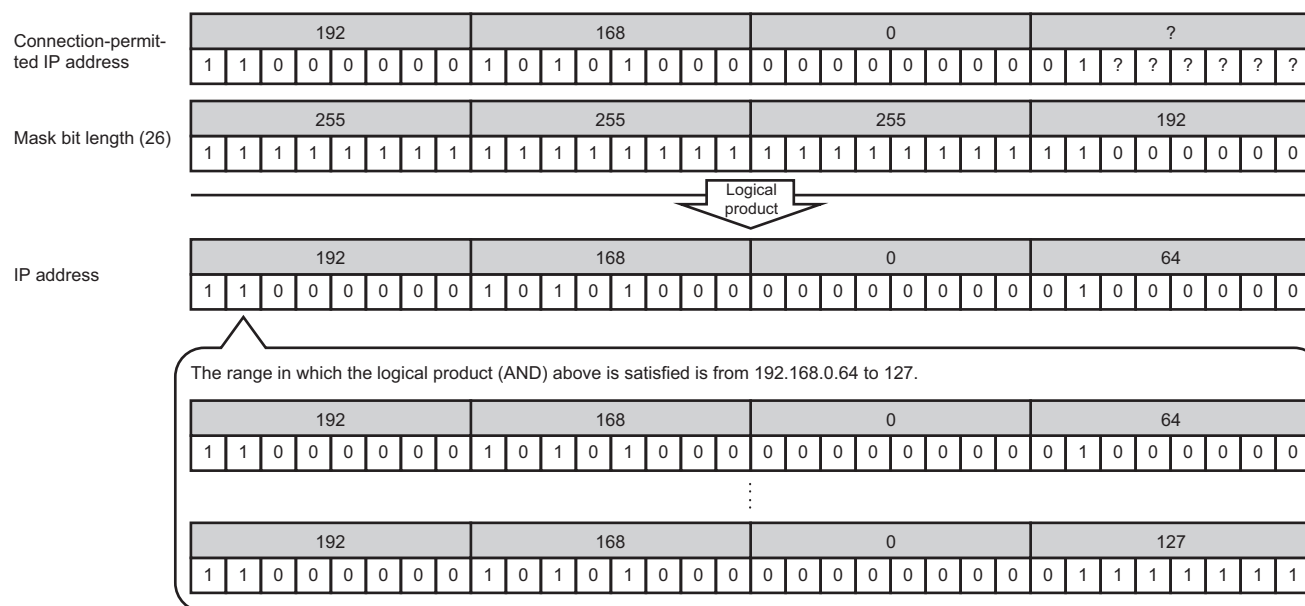 192 168 0 ?
Connection-permit-
ted IP address
1 1 0 0 0 0 0 0 1 0 1 0 1 0 0 0 0 0 0 0 0 0 0 0 0 1 ? ? ? ? ? ?
255 255 255 192
Mask bit length (26)
1 1 1 1 1 1 1 1 1 1 1 1 1 1 1 1 1 1 1 1 1 1 1 1 1 1 0 0 0 0 0 0
Logical
product
192 168 0 64
IP address
1 1 0 0 0 0 0 0 1 0 1 0 1 0 0 0 0 0 0 0 0 0 0 0 0 1 0 0 0 0 0 0
The range in which the logical product (AND) above is satisfied is from 192.168.0.64 to 127.
192 168 0 64
1 1 0 0 0 0 0 0 1 0 1 0 1 0 0 0 0 0 0 0 0 0 0 0 0 1 0 0 0 0 0 0
192 168 0 127
1 1 0 0 0 0 0 0 1 0 1 0 1 0 0 0 0 0 0 0 0 0 0 0 0 1 1 1 1 1 1 1